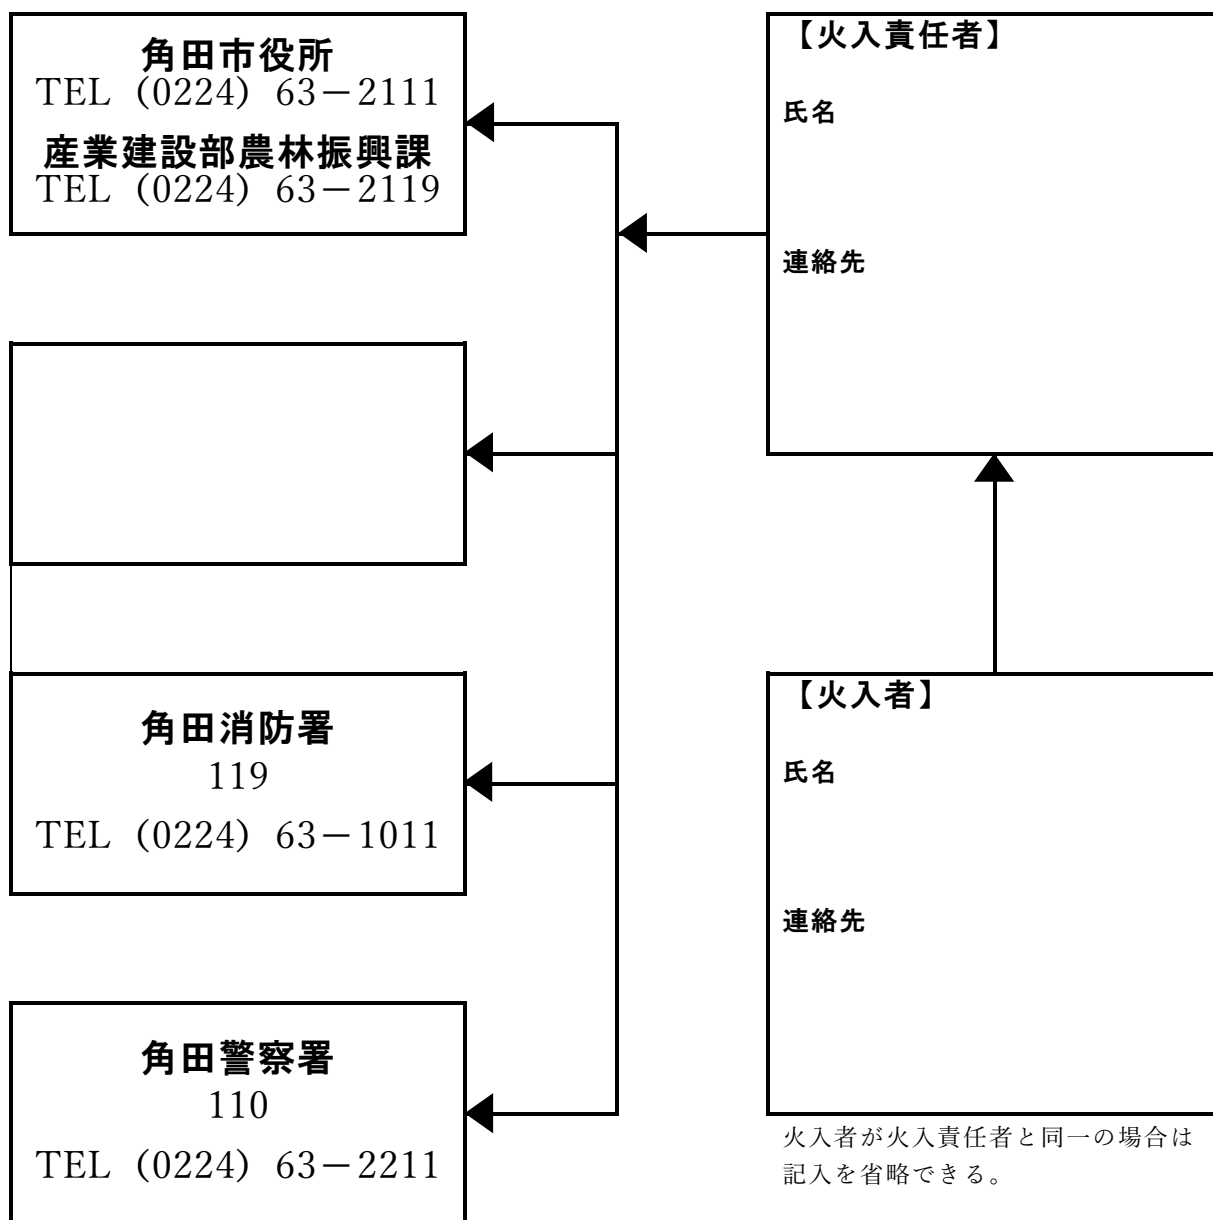 角田市役所
TEL（0224）63－2111
産業建設部農林振興課
TEL（0224）63－2119
角田消防署
119
TEL（0224）63－1011
角田警察署
110
TEL（0224）63－2211
【火入責任者】
氏名
連絡先
【火入者】
氏名
連絡先
火入者が火入責任者と同一の場合は
記入を省略できる。